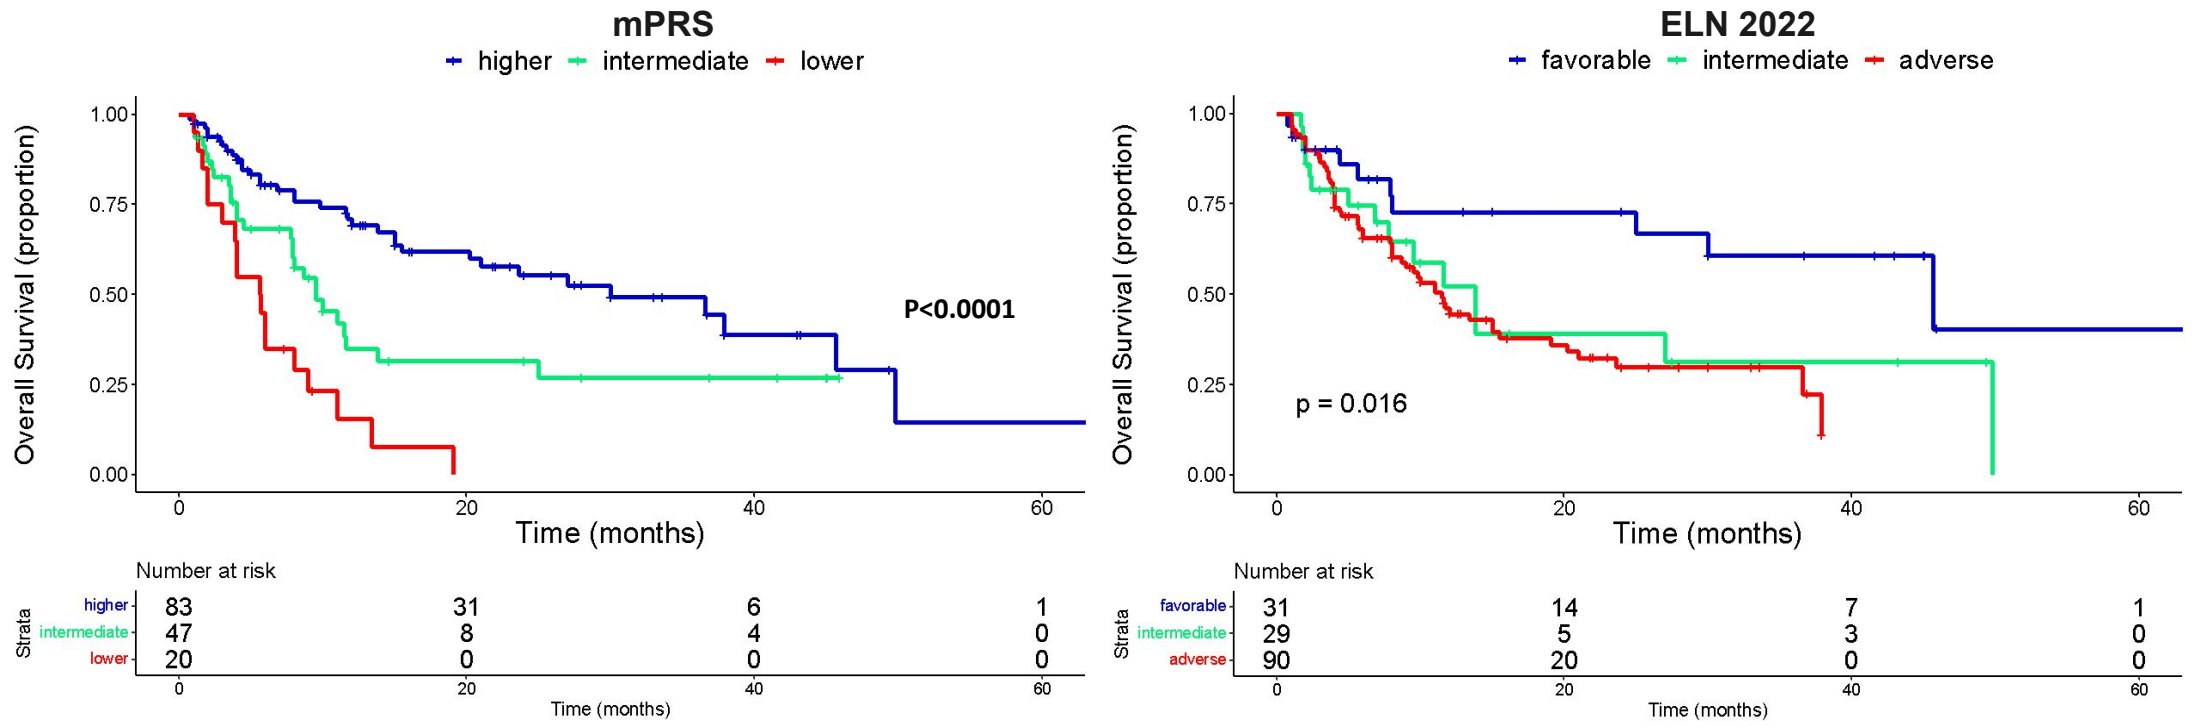 mPRS
higher intermediate lower
Overall Survival (proportion)
1.00
0.75
0.50
0.25
0.00
P<0.0001
0 20 40 60
Time (months)
Number at risk
Strata
higher 83 31 6 1
intermediate 47 8 4 0
lower 20 0 0 0
0 20 40 60
Time (months)
ELN 2022
favorable intermediate adverse
Overall Survival (proportion)
1.00
0.75
0.50
0.25
0.00
p = 0.016
0 20 40 60
Time (months)
Number at risk
Strata
favorable 31 14 7 1
intermediate 29 5 3 0
adverse 90 20 0 0
0 20 40 60
Time (months)